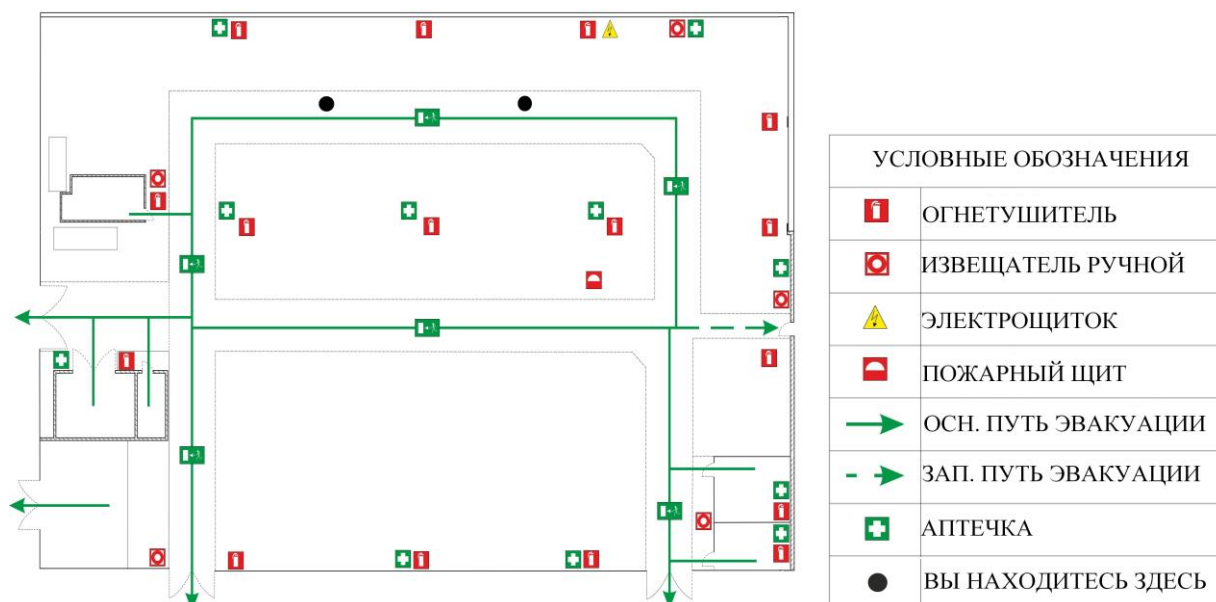 УСЛОВНЫЕ ОБОЗНАЧЕНИЯ
ОГНЕТУШИТЕЛЬ
ИЗВЕЩАТЕЛЬ РУЧНОЙ
ЭЛЕКТРОЩИТОК
ПОЖАРНЫЙ ЩИТ
ОСН. ПУТЬ ЭВАКУАЦИИ
ЗАП. ПУТЬ ЭВАКУАЦИИ
АПТЕЧКА
ВЫ НАХОДИТЕСЬ ЗДЕСЬ